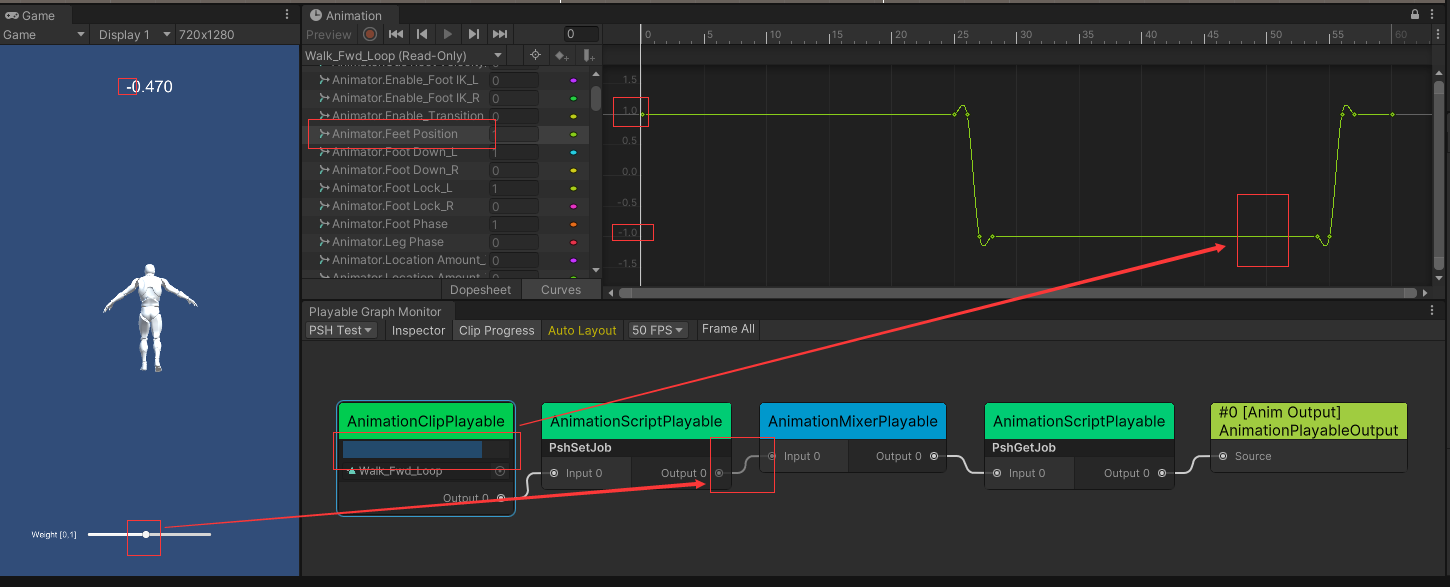 Game
Game
Display 1
720x1280
-0.470
Weight [0,1]
Animation
Preview
0
Walk_Fwd_Loop (Read-Only)
Animator.Enable_Foot IK_L 0
Animator.Enable_Foot IK_R 0
Animator.Enable_Transition
Animator.Feet Position
Animator.Foot Down_L 1
Animator.Foot Down_R 0
Animator.Foot Lock_L 1
Animator.Foot Lock_R 0
Animator.Foot Phase 1
Animator.Leg Phase 0
Animator.Location Amount_ 0
Animator.Location Amount
Dopesheet
Curves
0 5 10 15 20 25 30 35 40 45 50 55 60
1.5
1.0
0.5
0.0
-0.5
-1.0
-1.5
Playable Graph Monitor
PSH Test
Inspector
Clip Progress
Auto Layout
50 FPS
Frame All
AnimationClipPlayable
Walk_Fwd_Loop
Output 0
AnimationScriptPlayable
PshSetJob
Input 0
Output 0
AnimationMixerPlayable
Input 0
Output 0
AnimationScriptPlayable
PshGetJob
Input 0
Output 0
#0 [Anim Output]
AnimationPlayableOutput
Source